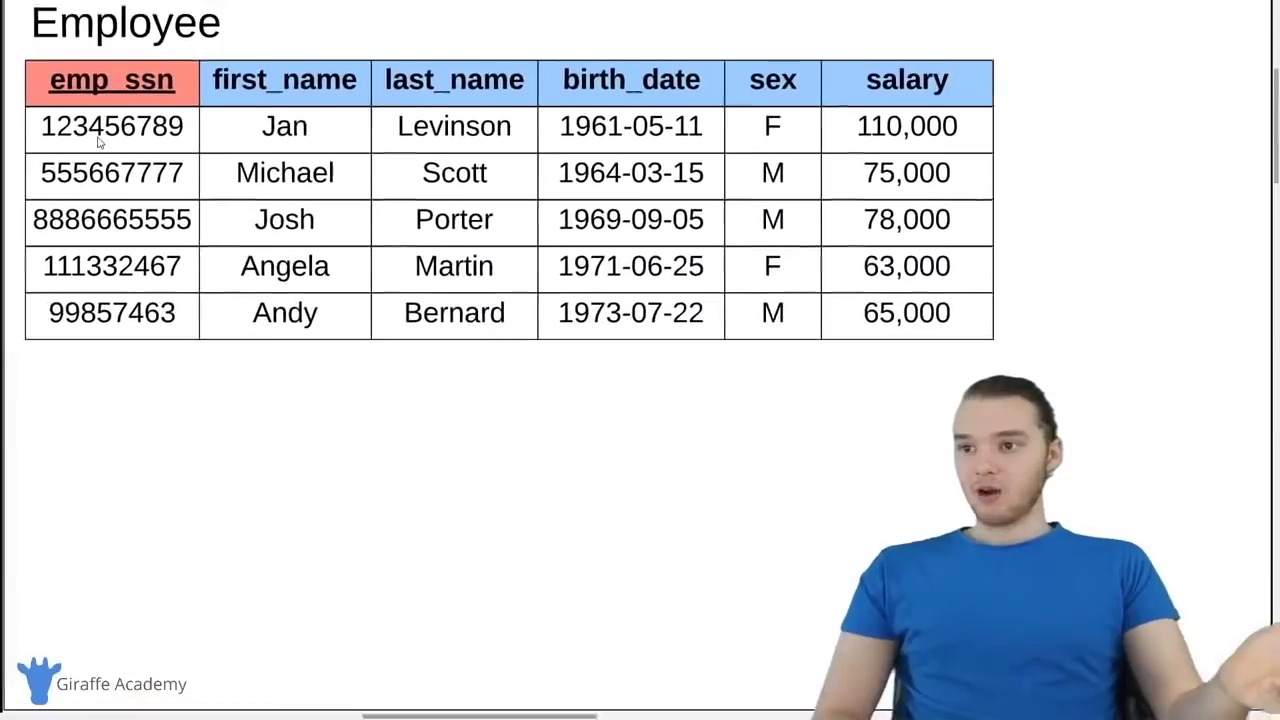 Employee
emp_ssn first_name last_name birth_date sex salary
123456789 Jan Levinson 1961-05-11 F 110,000
555667777 Michael Scott 1964-03-15 M 75,000
8886665555 Josh Porter 1969-09-05 M 78,000
111332467 Angela Martin 1971-06-25 F 63,000
99857463 Andy Bernard 1973-07-22 M 65,000
Giraffe Academy